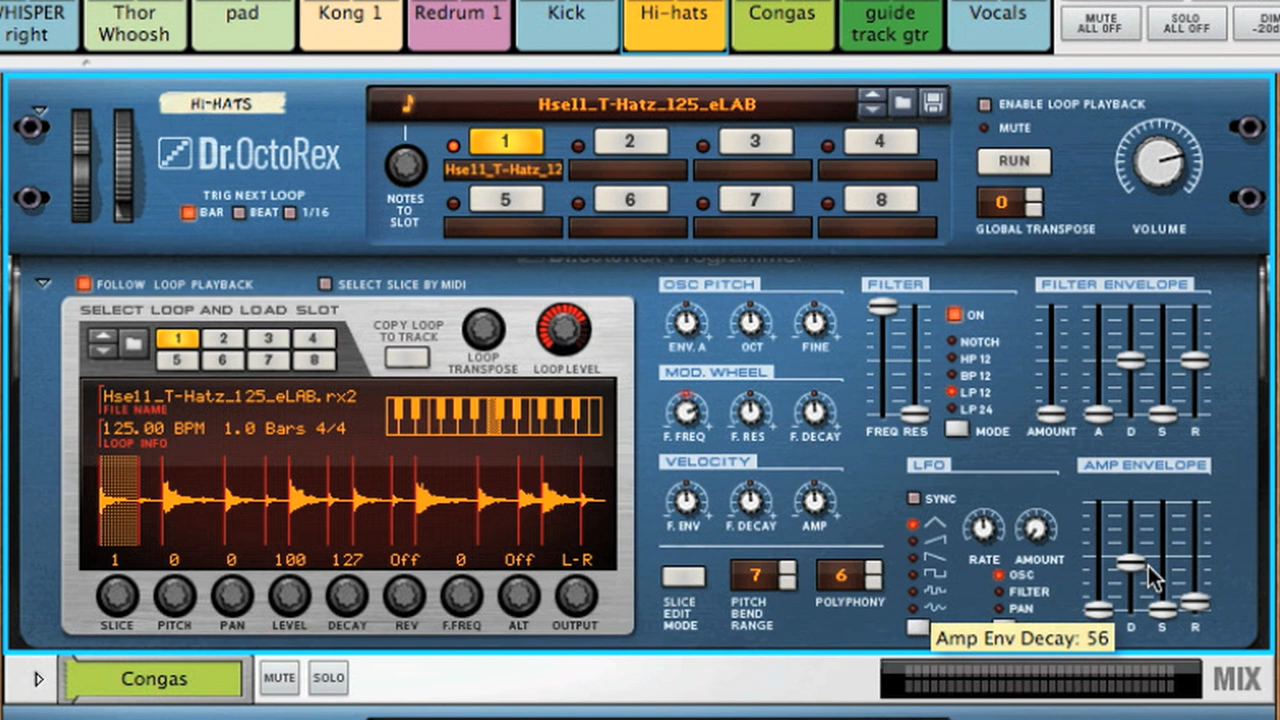 WHISPER right
Thor Whoosh
pad
Kong 1
Redrum 1
Kick
Hi-hats
Congas
guide track gtr
Vocals
MUTE ALL OFF
SOLO ALL OFF
-20d
Hi-HATS
Dr.OctoRex
TRIG NEXT LOOP
BAR BEAT 1/16
NOTES TO SLOT
Hse11_T-Hatz_125_eLAB
1 2 3 4
Hse11_T-Hatz_12
5 6 7 8
ENABLE LOOP PLAYBACK
MUTE
RUN
0
GLOBAL TRANSPOSE
VOLUME
Dr.OctoRex Programmer
FOLLOW LOOP PLAYBACK
SELECT SLICE BY MIDI
SELECT LOOP AND LOAD SLOT
1 2 3 4
5 6 7 8
COPY LOOP TO TRACK
LOOP TRANSPOSE
LOOP LEVEL
Hse11_T-Hatz_125_eLAB.rx2
FILE NAME
125.00 BPM 1.0 Bars 4/4
LOOP INFO
1 0 0 100 127 Off 0 Off L-R
SLICE PITCH PAN LEVEL DECAY REV F.FREQ ALT OUTPUT
OSC PITCH
ENV. A OCT FINE
MOD. WHEEL
F. FREQ F. RES F. DECAY
VELOCITY
F. ENV F. DECAY AMP
SLICE EDIT MODE
7
PITCH BEND RANGE
6
POLYPHONY
FILTER
ON
NOTCH
HP 12
BP 12
LP 12
LP 24
FREQ RES
MODE
FILTER ENVELOPE
AMOUNT A D S R
LFO
SYNC
RATE AMOUNT
OSC
FILTER
PAN
AMP ENVELOPE
D S R
Amp Env Decay: 56
Congas
MUTE
SOLO
MIX